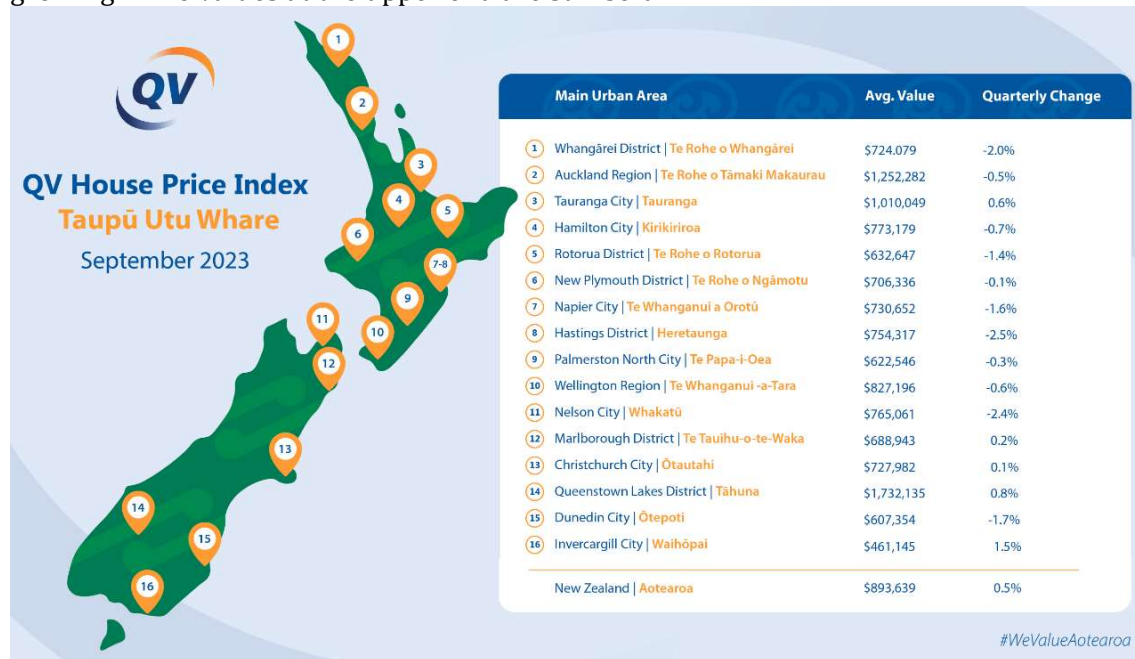 QV
QV House Price Index
Taupū Utu Whare
September 2023
1
2
3
4
5
6
7-8
9
10
11
12
13
14
15
16
Main Urban Area Avg. Value Quarterly Change
1 Whangārei District | Te Rohe o Whangārei $724.079 -2.0%
2 Auckland Region | Te Rohe o Tāmaki Makaurau $1,252,282 -0.5%
3 Tauranga City | Tauranga $1,010,049 0.6%
4 Hamilton City | Kirikiriroa $773,179 -0.7%
5 Rotorua District | Te Rohe o Rotorua $632,647 -1.4%
6 New Plymouth District | Te Rohe o Ngāmotu $706,336 -0.1%
7 Napier City | Te Whanganui a Orotū $730,652 -1.6%
8 Hastings District | Heretaunga $754,317 -2.5%
9 Palmerston North City | Te Papa-i-Oea $622,546 -0.3%
10 Wellington Region | Te Whanganui -a-Tara $827,196 -0.6%
11 Nelson City | Whakatū $765,061 -2.4%
12 Marlborough District | Te Tauihu-o-te-Waka $688,943 0.2%
13 Christchurch City | Ōtautahi $727,982 0.1%
14 Queenstown Lakes District | Tāhuna $1,732,135 0.8%
15 Dunedin City | Ōtepoti $607,354 -1.7%
16 Invercargill City | Waihōpai $461,145 1.5%
New Zealand | Aotearoa $893,639 0.5%
#WeValueAotearoa